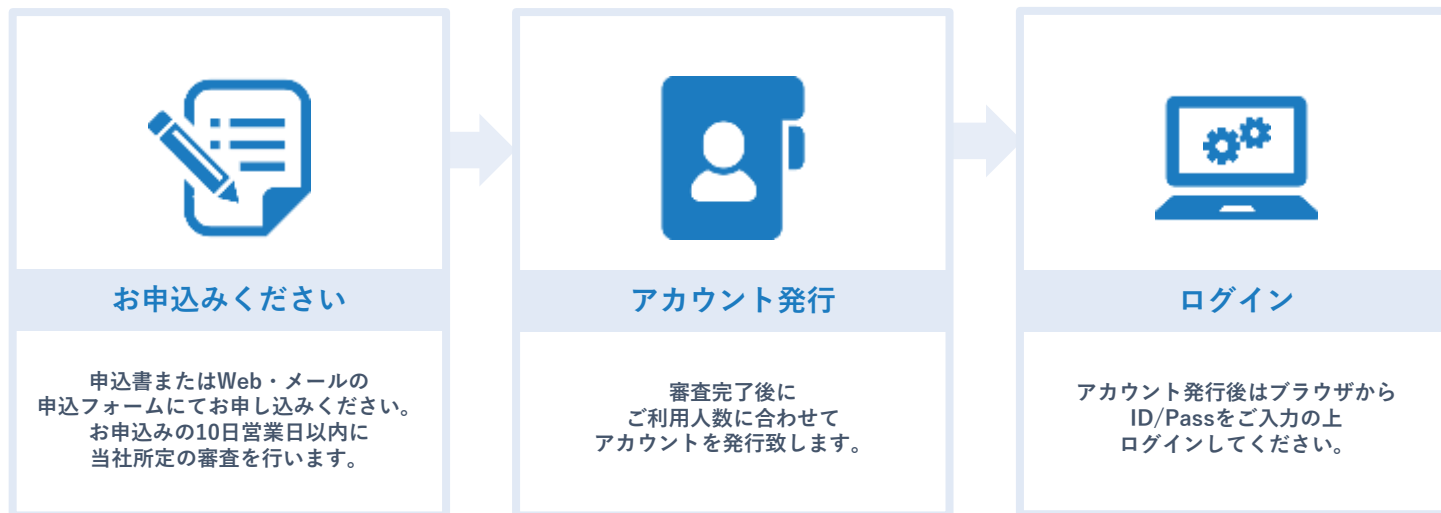 お申込みください
申込書またはWeb・メールの
申込フォームにてお申し込みください。
お申込みの10日営業日以内に
当社所定の審査を行います。
アカウント発行
審査完了後に
ご利用人数に合わせて
アカウントを発行致します。
ログイン
アカウント発行後はブラウザから
ID/Passをご入力の上
ログインしてください。